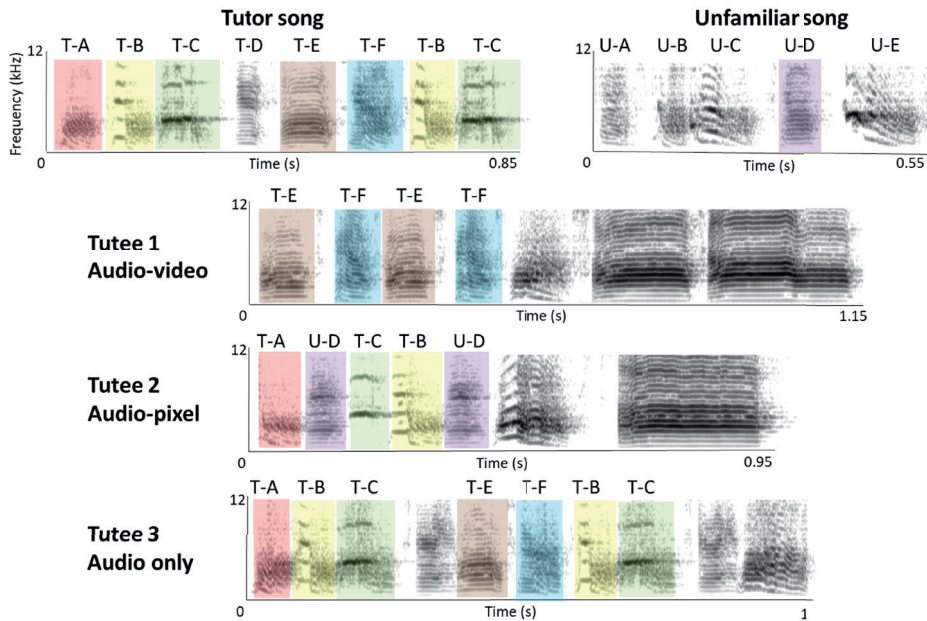 Tutor song
T-A T-B T-C T-D T-E T-F T-B T-C
12
Frequency (kHz)
0 Time (s) 0.85
Unfamiliar song
U-A U-B U-C U-D U-E
12
0 Time (s) 0.55
T-E T-F T-E T-F
12
Tutee 1
Audio-video
0 Time (s) 1.15
T-A U-D T-C T-B U-D
12
Tutee 2
Audio-pixel
0 Time (s) 0.95
T-A T-B T-C T-E T-F T-B T-C
12
Tutee 3
Audio only
0 Time (s) 1